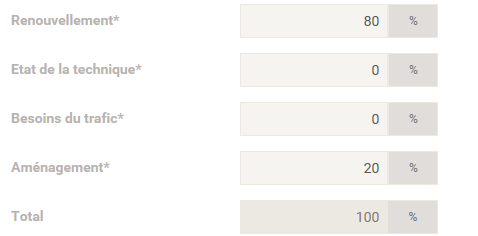 Renouvellement* 80 %
Etat de la technique* 0 %
Besoins du trafic* 0 %
Aménagement* 20 %
Total 100 %